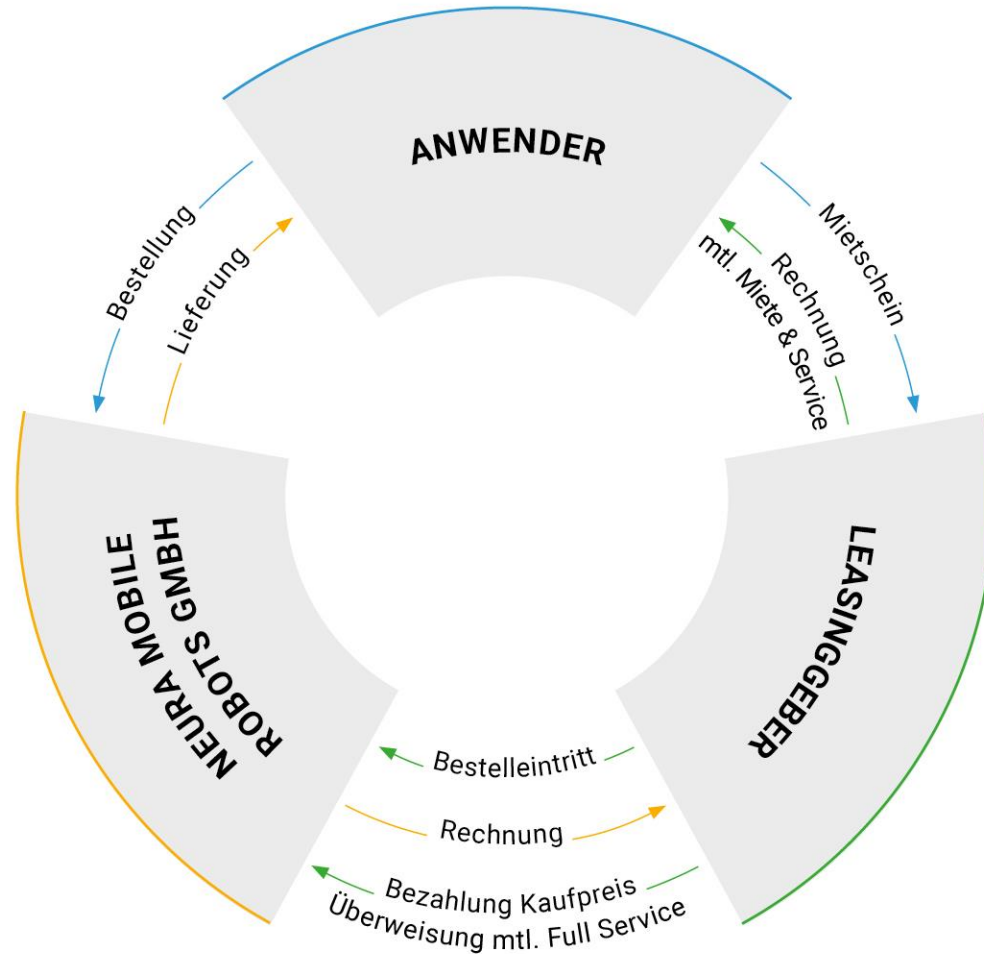 ANWENDER
Bestellung
Lieferung
Mietschein
Rechnung
mtl. Miete & Service
NEURA MOBILE
ROBOTS GMBH
LEASINGGEBER
Bestelleintritt
Rechnung
Bezahlung Kaufpreis
Überweisung mtl. Full Service